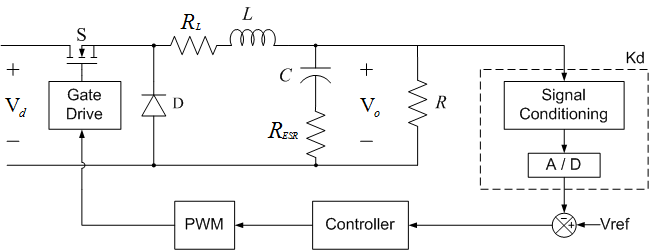 S
R_L
L
Kd
+
V_d
−
Gate
Drive
D
C
R_ESR
+
V_o
−
R
Signal
Conditioning
A / D
PWM
Controller
−
+
Vref